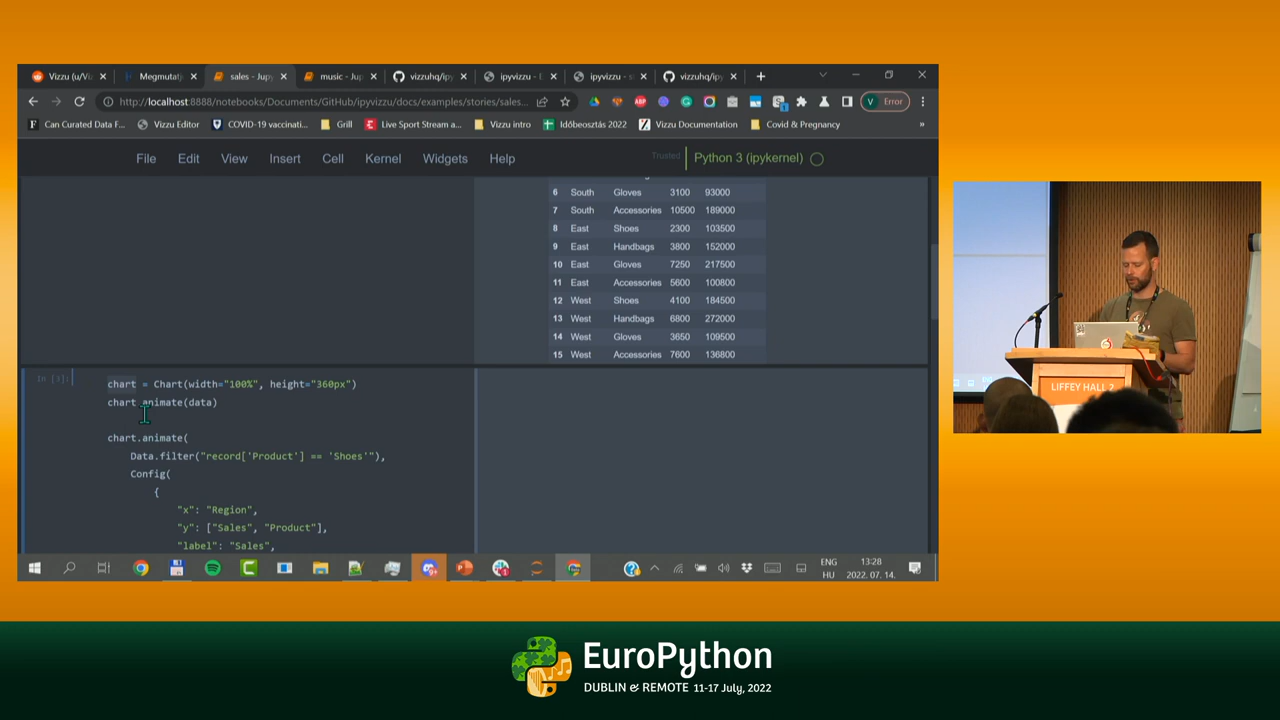 Vizzu (u/Vi
Megmutatj
sales - Jupy
music - Jup
vizzuhq/ipy
ipyvizzu - D
ipyvizzu - s
vizzuhq/ipy
http://localhost:8888/notebooks/Documents/GitHub/ipyvizzu/docs/examples/stories/sales...
ABP
V Error
Can Curated Data F...
Vizzu Editor
COVID-19 vaccinati...
Grill
Live Sport Stream a...
Vizzu intro
Időbeosztás 2022
Vizzu Documentation
Covid & Pregnancy
»
File Edit View Insert Cell Kernel Widgets Help
Trusted
Python 3 (ipykernel)
6 South Gloves 3100 93000
7 South Accessories 10500 189000
8 East Shoes 2300 103500
9 East Handbags 3800 152000
10 East Gloves 7250 217500
11 East Accessories 5600 100800
12 West Shoes 4100 184500
13 West Handbags 6800 272000
14 West Gloves 3650 109500
15 West Accessories 7600 136800
chart = Chart(width="100%", height="360px")
chart.animate(data)
chart.animate(
Data.filter("record['Product'] == 'Shoes'"),
Config(
{
"x": "Region",
"y": ["Sales", "Product"],
"label": "Sales",
ENG
HU
13:28
2022. 07. 14.
LIFFEY HALL 2
EuroPython
DUBLIN & REMOTE 11-17 July, 2022